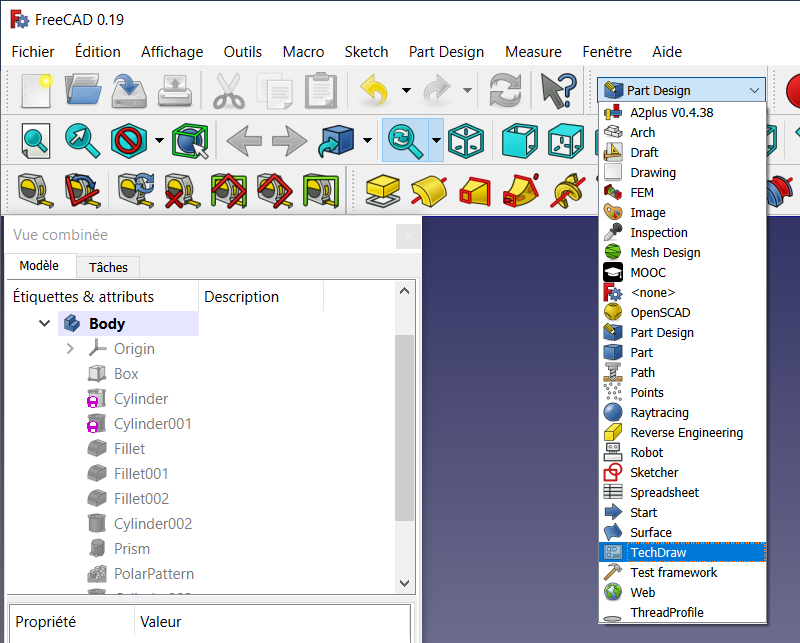 FreeCAD 0.19
Fichier Édition Affichage Outils Macro Sketch Part Design Measure Fenêtre Aide
Part Design
A2plus V0.4.38
Arch
Draft
Drawing
FEM
Image
Inspection
Mesh Design
MOOC
<none>
OpenSCAD
Part Design
Part
Path
Points
Raytracing
Reverse Engineering
Robot
Sketcher
Spreadsheet
Start
Surface
TechDraw
Test framework
Web
ThreadProfile
Vue combinée
Modèle Tâches
Étiquettes & attributs Description
Body
Origin
Box
Cylinder
Cylinder001
Fillet
Fillet001
Fillet002
Cylinder002
Prism
PolarPattern
Propriété Valeur